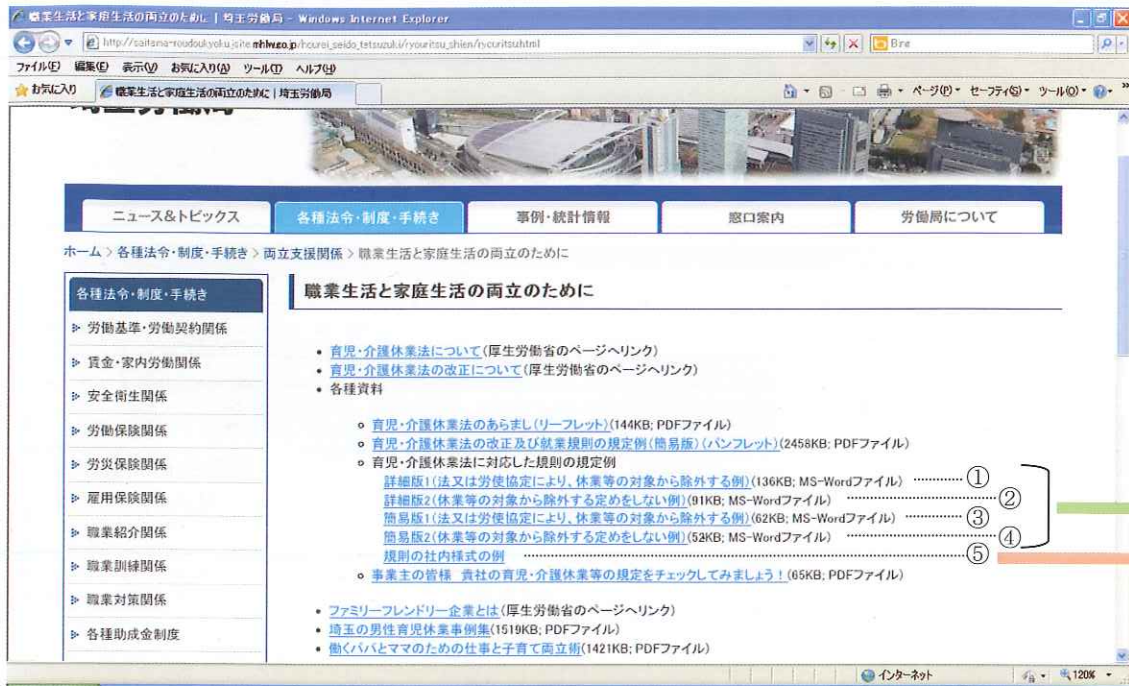 職業生活と家庭生活の両立のために | 埼玉労働局 - Windows Internet Explorer
http://saitama-roudoukyoku.jsite.mhlw.go.jp/hourei_seido_tetsuzuki/ryouritsu_shien/ryouritsu.html
Bre
ファイル(F) 編集(E) 表示(V) お気に入り(A) ツール(T) ヘルプ(H)
お気に入り 職業生活と家庭生活の両立のために | 埼玉労働局
ページ(P) セーフティ(S) ツール(O)
埼玉労働局
ニュース&トピックス 各種法令・制度・手続き 事例・統計情報 窓口案内 労働局について
ホーム > 各種法令・制度・手続き > 両立支援関係 > 職業生活と家庭生活の両立のために
各種法令・制度・手続き
労働基準・労働契約関係
賃金・家内労働関係
安全衛生関係
労働保険関係
労災保険関係
雇用保険関係
職業紹介関係
職業訓練関係
職業対策関係
各種助成金制度
職業生活と家庭生活の両立のために
• 育児・介護休業法について(厚生労働省のページへリンク)
• 育児・介護休業法の改正について(厚生労働省のページへリンク)
• 各種資料
育児・介護休業法のあらまし(リーフレット)(144KB; PDFファイル)
育児・介護休業法の改正及び就業規則の規定例(簡易版)(パンフレット)(2458KB; PDFファイル)
育児・介護休業法に対応した規則の規定例
詳細版1(法又は労使協定により、休業等の対象から除外する例)(136KB; MS-Wordファイル) ………… ①
詳細版2(休業等の対象から除外する定めをしない例)(91KB; MS-Wordファイル) ………… ②
簡易版1(法又は労使協定により、休業等の対象から除外する例)(62KB; MS-Wordファイル) ………… ③
簡易版2(休業等の対象から除外する定めをしない例)(52KB; MS-Wordファイル) ………… ④
規則の社内様式の例 ………… ⑤
事業主の皆様 貴社の育児・介護休業等の規定をチェックしてみましょう!(65KB; PDFファイル)
• ファミリーフレンドリー企業とは(厚生労働省のページへリンク)
• 埼玉の男性育児休業事例集(1519KB; PDFファイル)
• 働くパパとママのための仕事と子育て両立術(1421KB; PDFファイル)
インターネット
120%